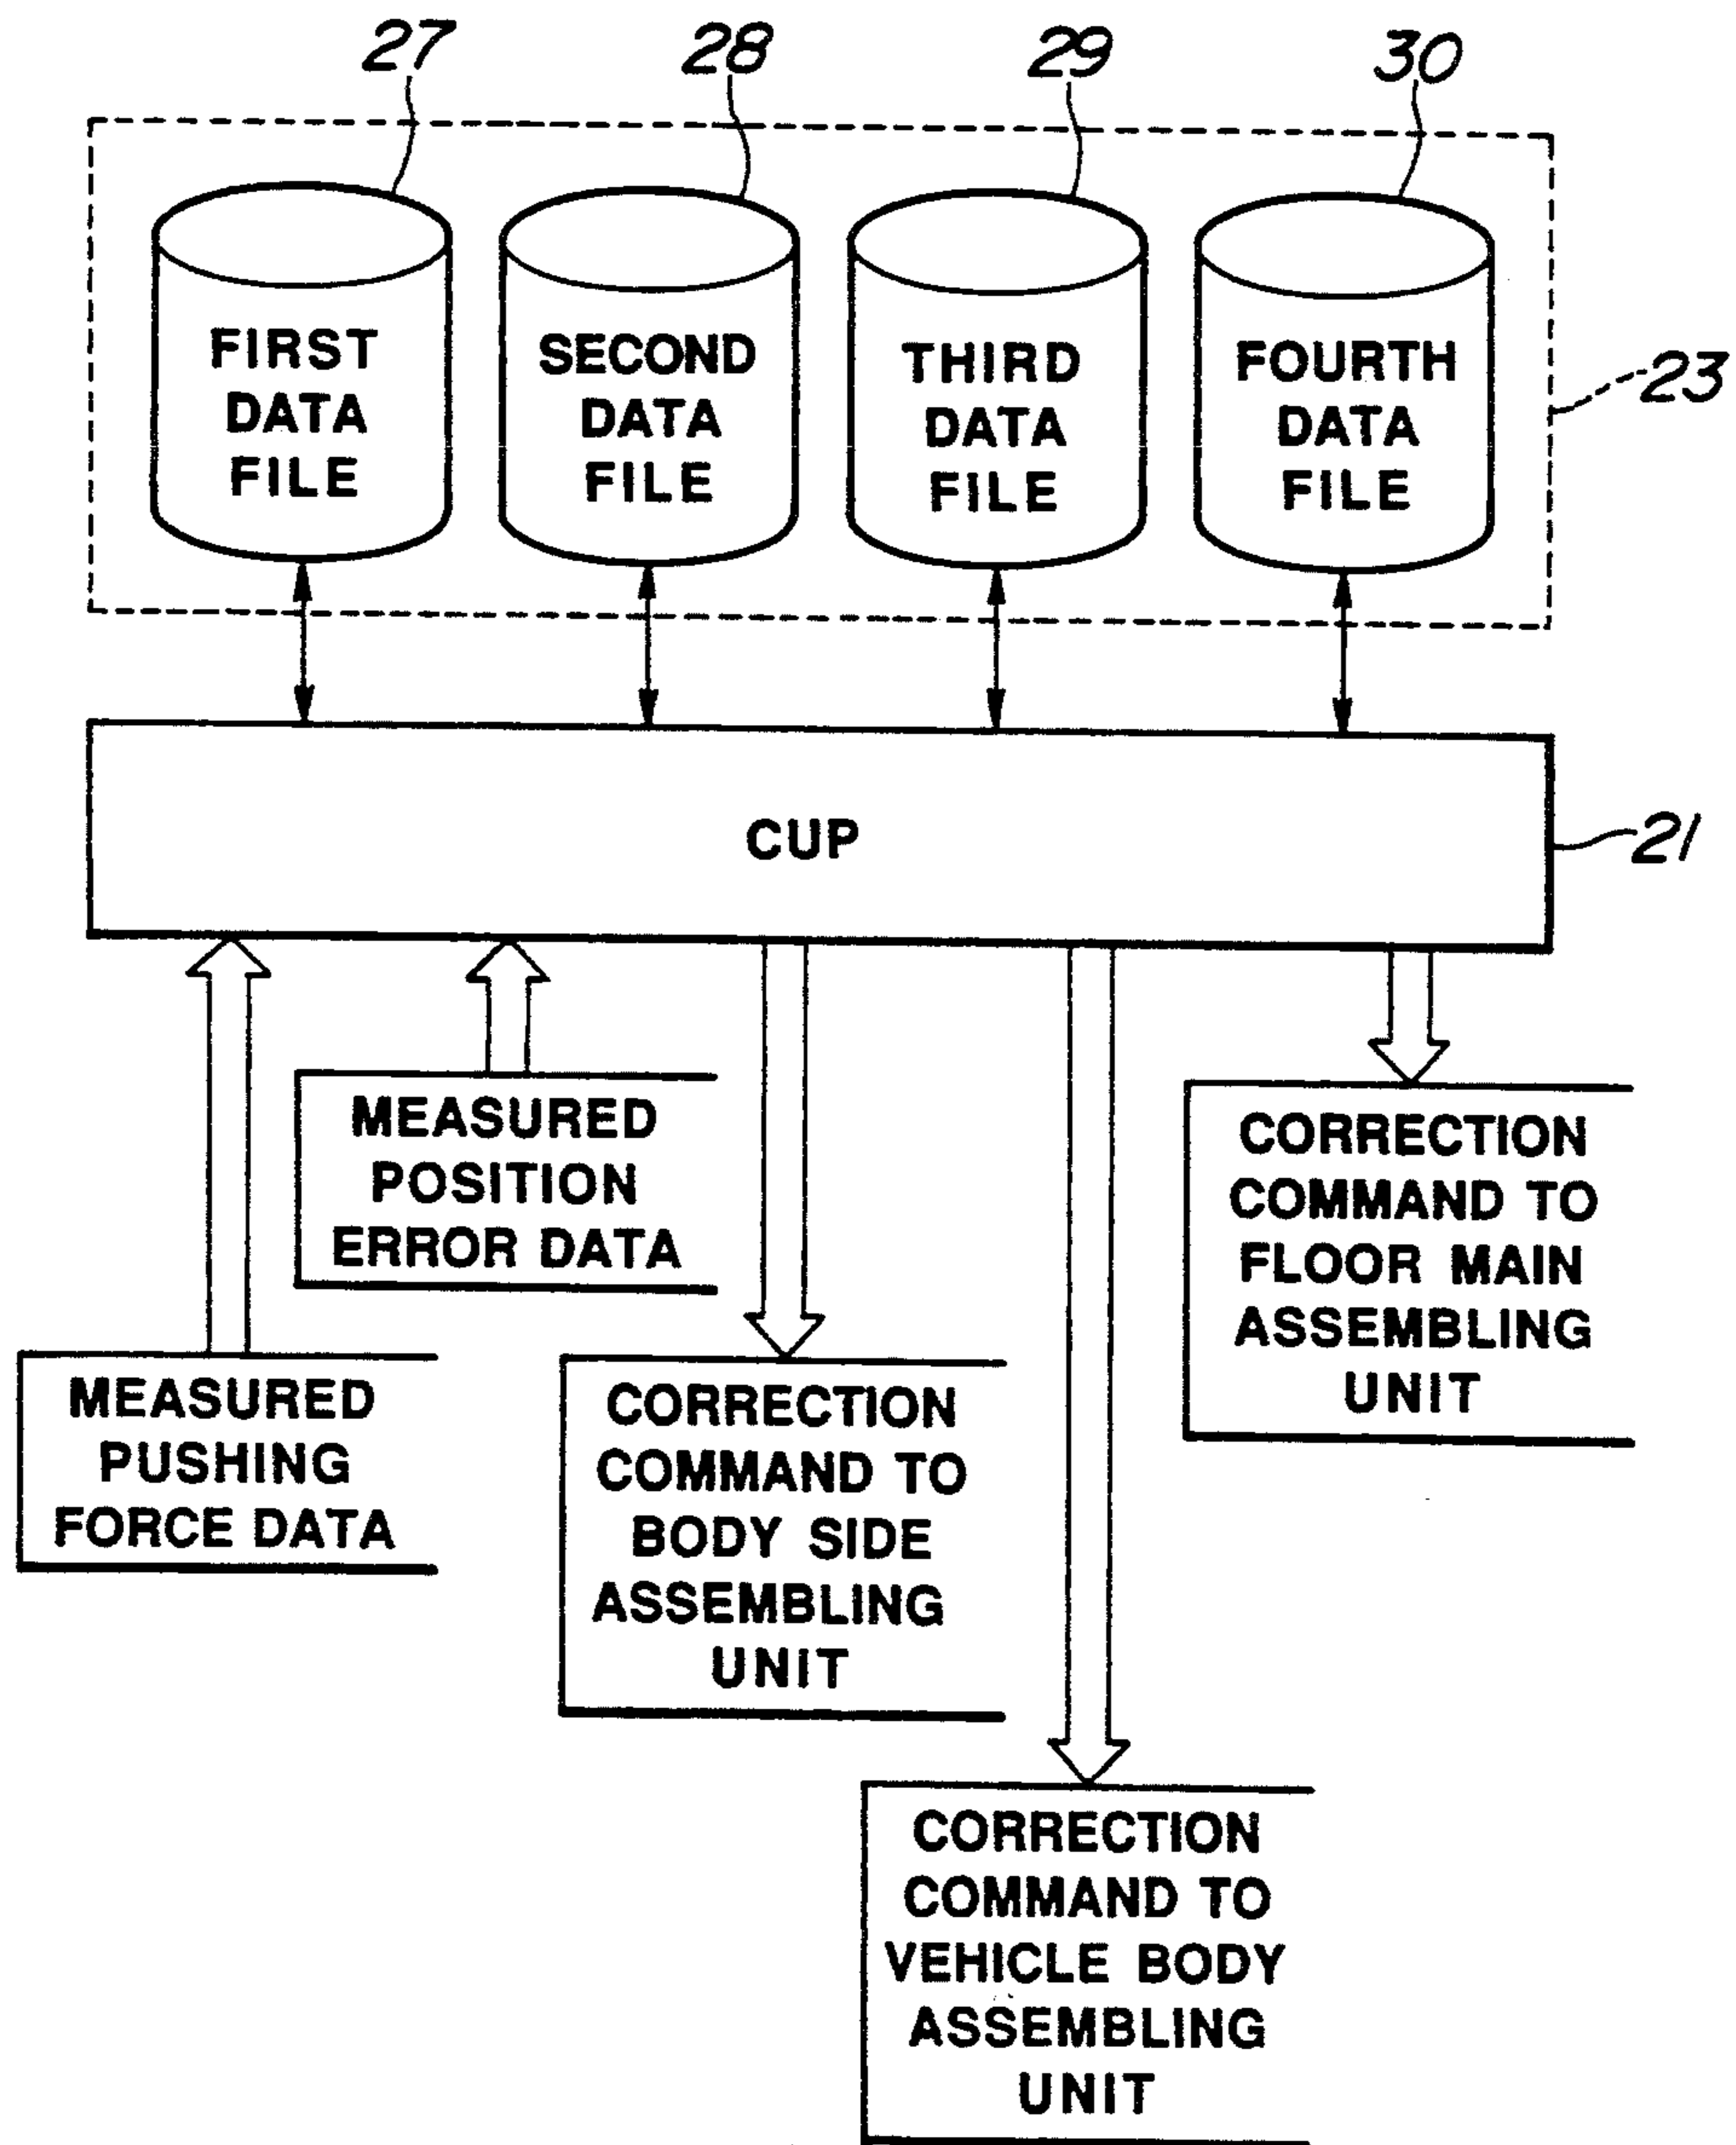 27
28
29
30
FIRST
DATA
FILE
SECOND
DATA
FILE
THIRD
DATA
FILE
FOURTH
DATA
FILE
23
CUP
21
MEASURED
POSITION
ERROR DATA
CORRECTION
COMMAND TO
FLOOR MAIN
ASSEMBLING
UNIT
MEASURED
PUSHING
FORCE DATA
CORRECTION
COMMAND TO
BODY SIDE
ASSEMBLING
UNIT
CORRECTION
COMMAND TO
VEHICLE BODY
ASSEMBLING
UNIT